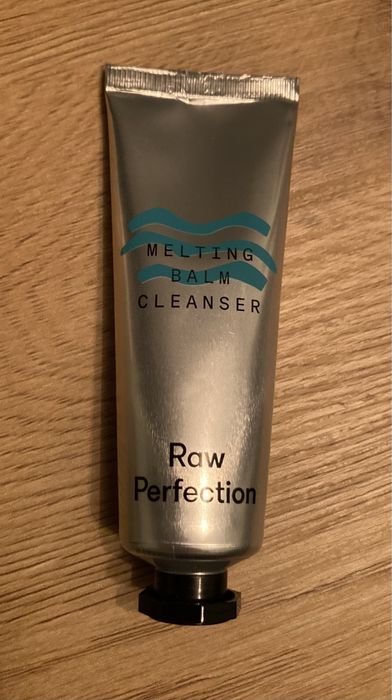 MELTING
BALM
CLEANSER
Raw
Perfection